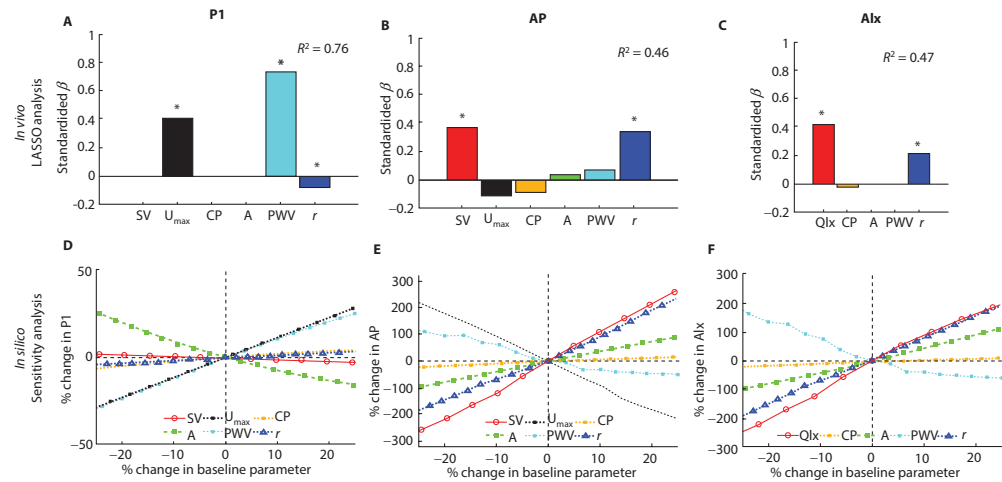 P1
AP
AIx
A
B
C
R² = 0.76
R² = 0.46
R² = 0.47
In vivo
LASSO analysis
Standardided β
1
0.8
0.6
0.4
0.2
0
-0.2
*
*
*
SV
Umax
CP
A
PWV
r
Standardided β
1
0.8
0.6
0.4
0.2
0
−0.2
*
*
SV
Umax
CP
A
PWV
r
Standardided β
1
0.8
0.6
0.4
0.2
0
−0.2
*
*
QIx
CP
A
PWV
r
D
E
F
In silico
Sensitivity analysis
% change in P1
50
0
−50
SV Umax CP
A PWV r
−20
−10
0
10
20
% change in baseline parameter
% change in AP
300
200
100
0
−100
−200
−300
SV Umax CP
A PWV r
−20
−10
0
10
20
% change in baseline parameter
% change in AIx
300
200
100
0
−100
−200
−300
QIx CP A PWV r
−20
−10
0
10
20
% change in baseline parameter